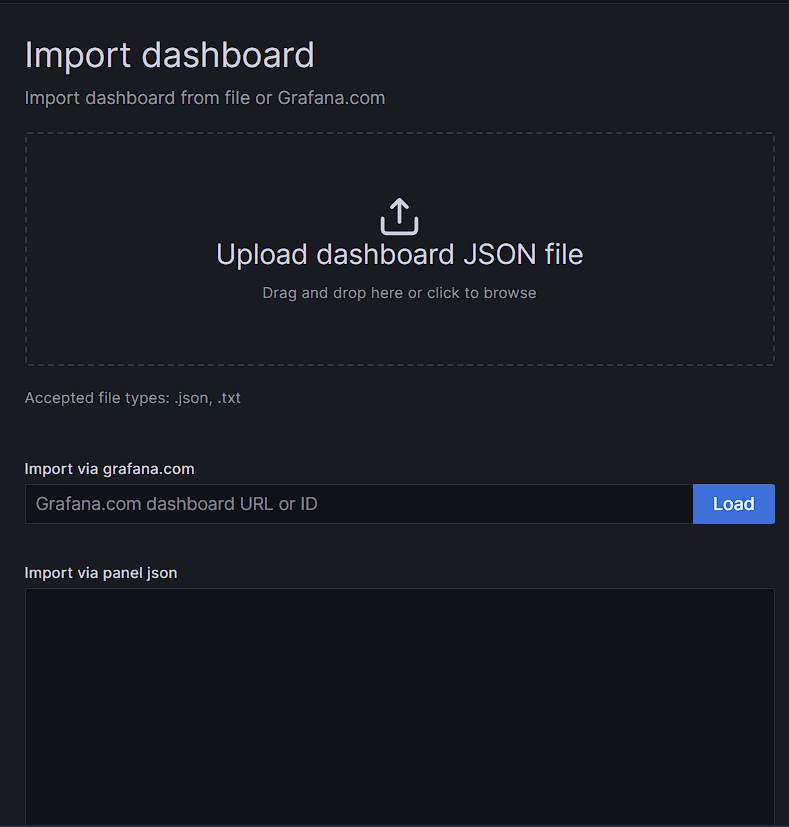 Import dashboard
Import dashboard from file or Grafana.com
Upload dashboard JSON file
Drag and drop here or click to browse
Accepted file types: .json, .txt
Import via grafana.com
Grafana.com dashboard URL or ID
Load
Import via panel json